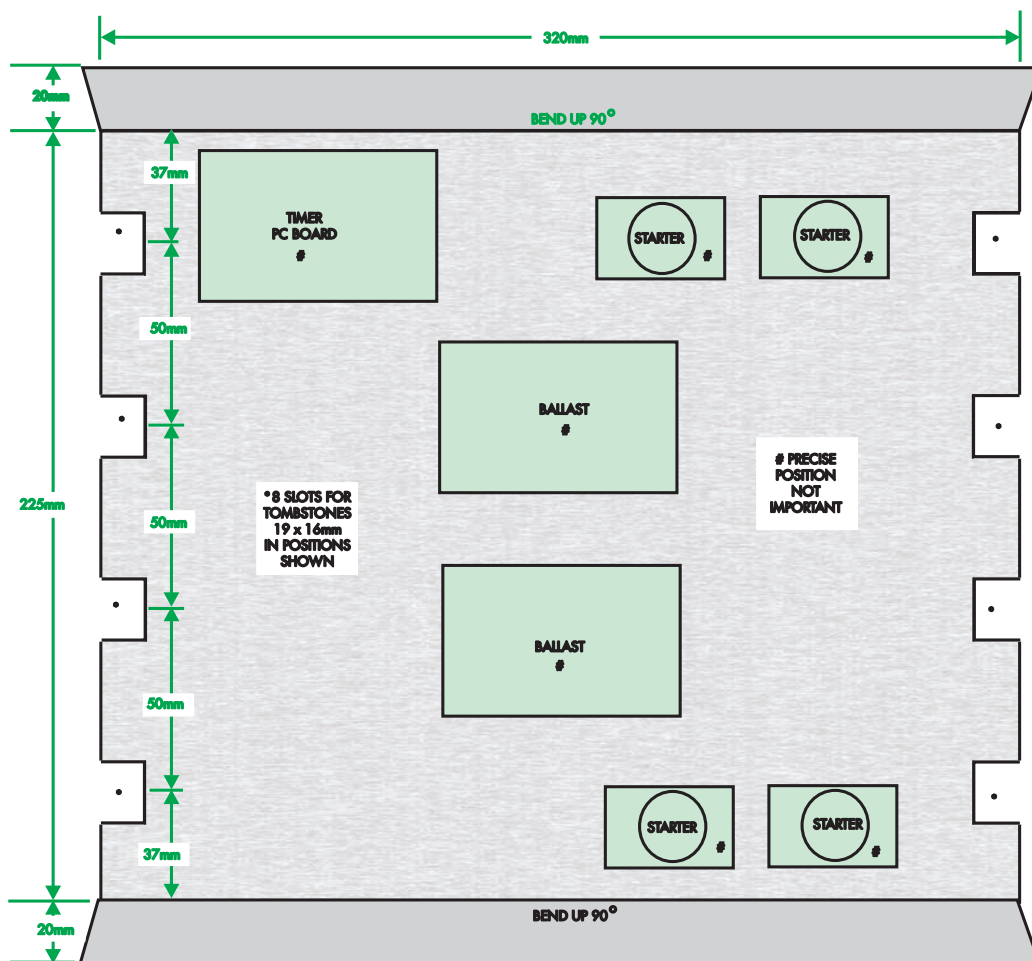 320mm
20mm
BEND UP 90°
37mm
TIMER
PC BOARD
#
STARTER
#
STARTER
#
50mm
BALLAST
#
# PRECISE
POSITION
NOT
IMPORTANT
225mm
*8 SLOTS FOR
TOMBSTONES
19 x 16mm
IN POSITIONS
SHOWN
50mm
BALLAST
#
50mm
STARTER
#
STARTER
#
37mm
20mm
BEND UP 90°